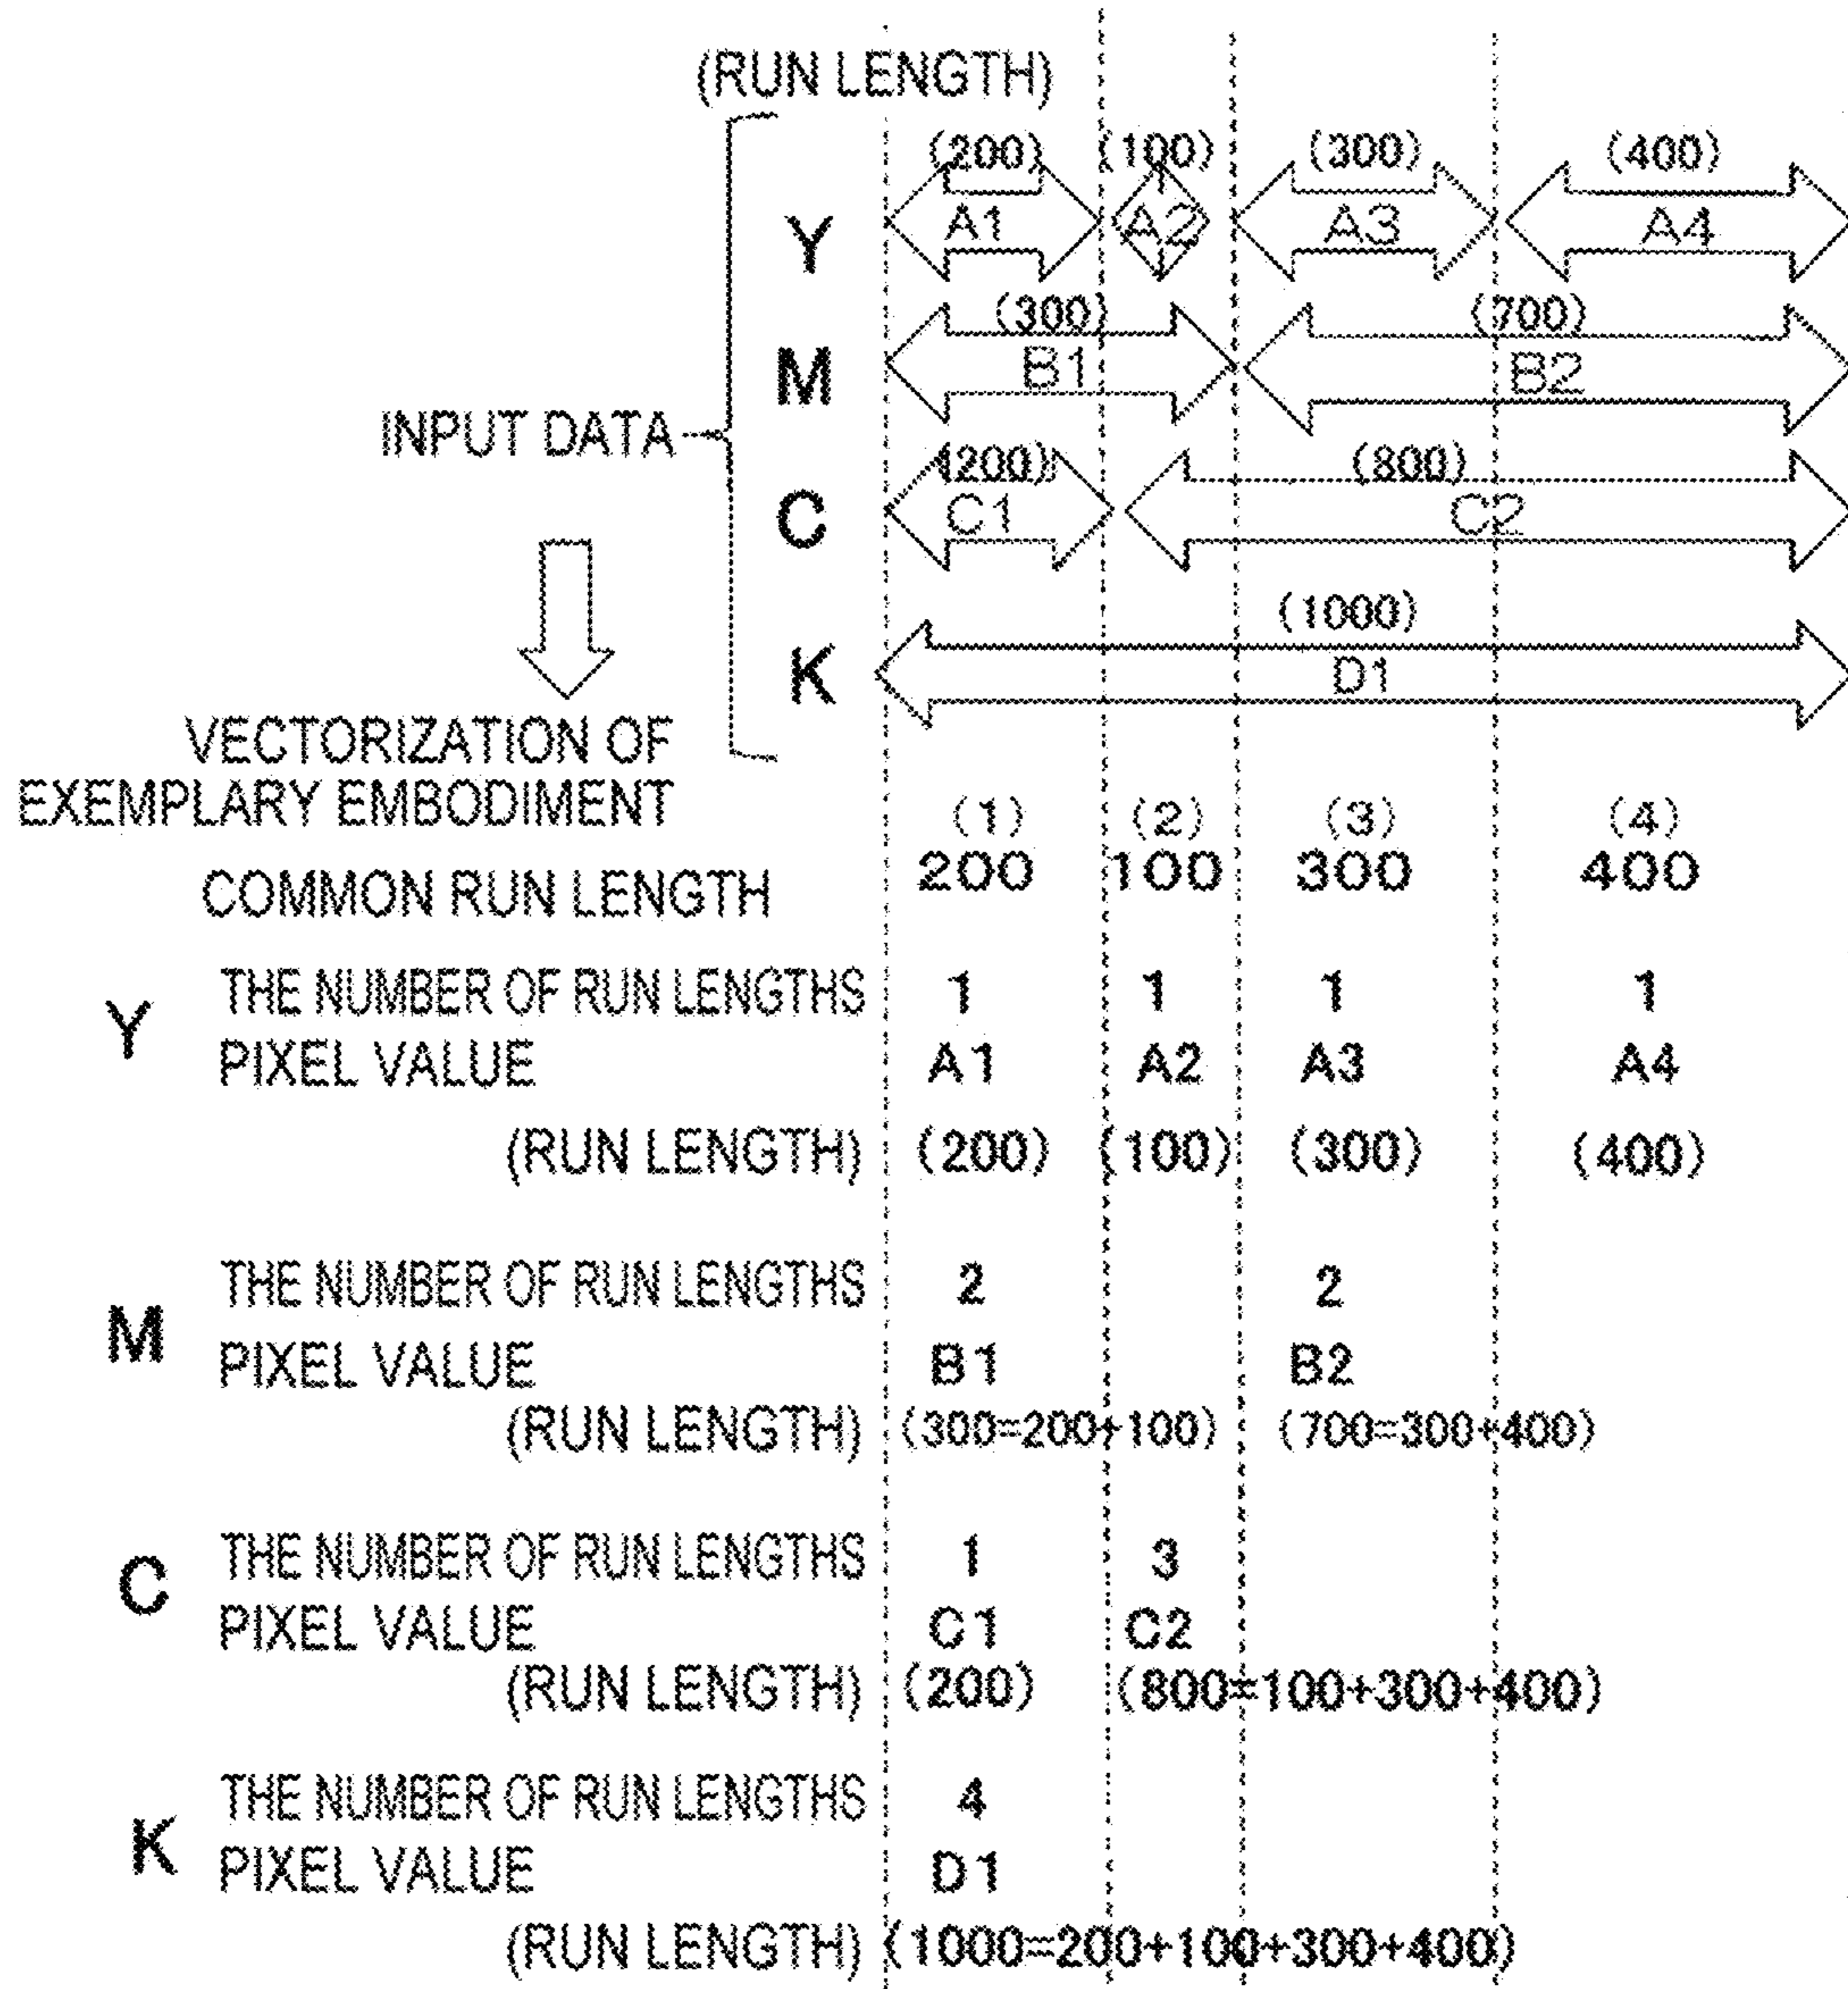 (RUN LENGTH)
(200) (100) (300) (400)
Y A1 A2 A3 A4
(300) (700)
M B1 B2
INPUT DATA
(200) (800)
C C1 C2
(1000)
K D1
VECTORIZATION OF
EXEMPLARY EMBODIMENT
(1) (2) (3) (4)
COMMON RUN LENGTH 200 100 300 400
Y
THE NUMBER OF RUN LENGTHS 1 1 1 1
PIXEL VALUE A1 A2 A3 A4
(RUN LENGTH) (200) (100) (300) (400)
M
THE NUMBER OF RUN LENGTHS 2 2
PIXEL VALUE B1 B2
(RUN LENGTH) (300=200+100) (700=300+400)
C
THE NUMBER OF RUN LENGTHS 1 3
PIXEL VALUE C1 C2
(RUN LENGTH) (200) (800=100+300+400)
K
THE NUMBER OF RUN LENGTHS 4
PIXEL VALUE D1
(RUN LENGTH) (1000=200+100+300+400)